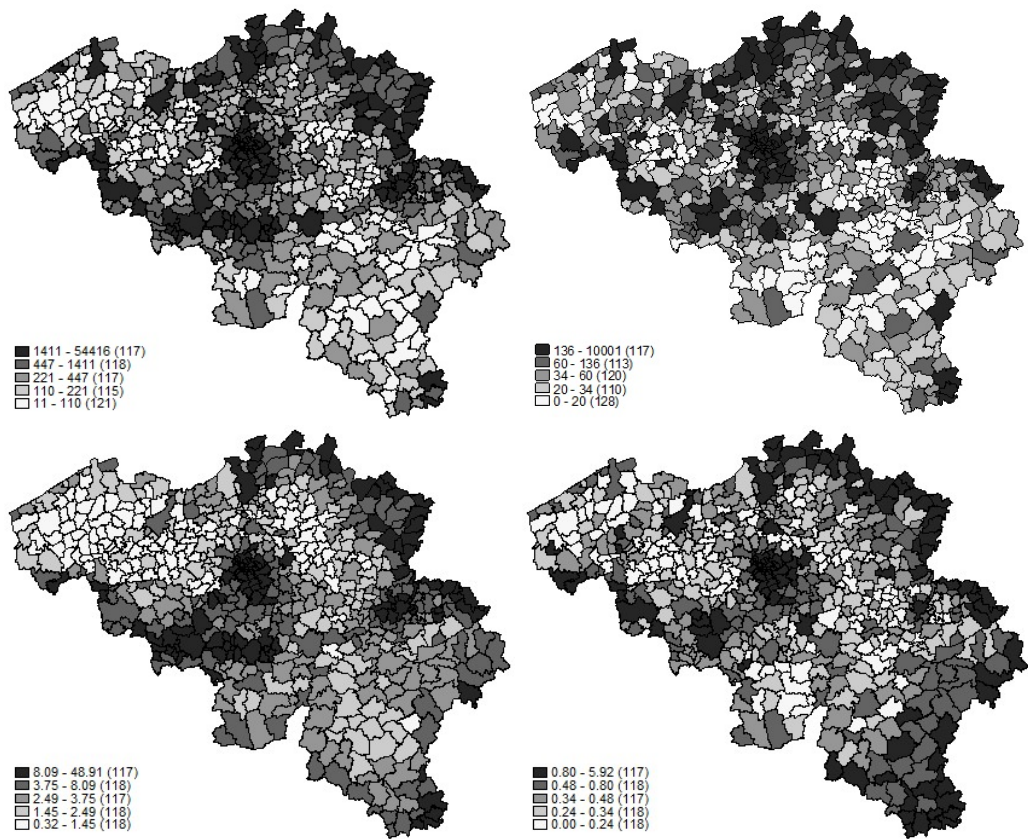 1411 - 54416 (117)
447 - 1411 (118)
221 - 447 (117)
110 - 221 (115)
11 - 110 (121)
136 - 10001 (117)
60 - 136 (113)
34 - 60 (120)
20 - 34 (110)
0 - 20 (128)
8.09 - 48.91 (117)
3.75 - 8.09 (118)
2.49 - 3.75 (117)
1.45 - 2.49 (118)
0.32 - 1.45 (118)
0.80 - 5.92 (117)
0.48 - 0.80 (118)
0.34 - 0.48 (117)
0.24 - 0.34 (118)
0.00 - 0.24 (118)